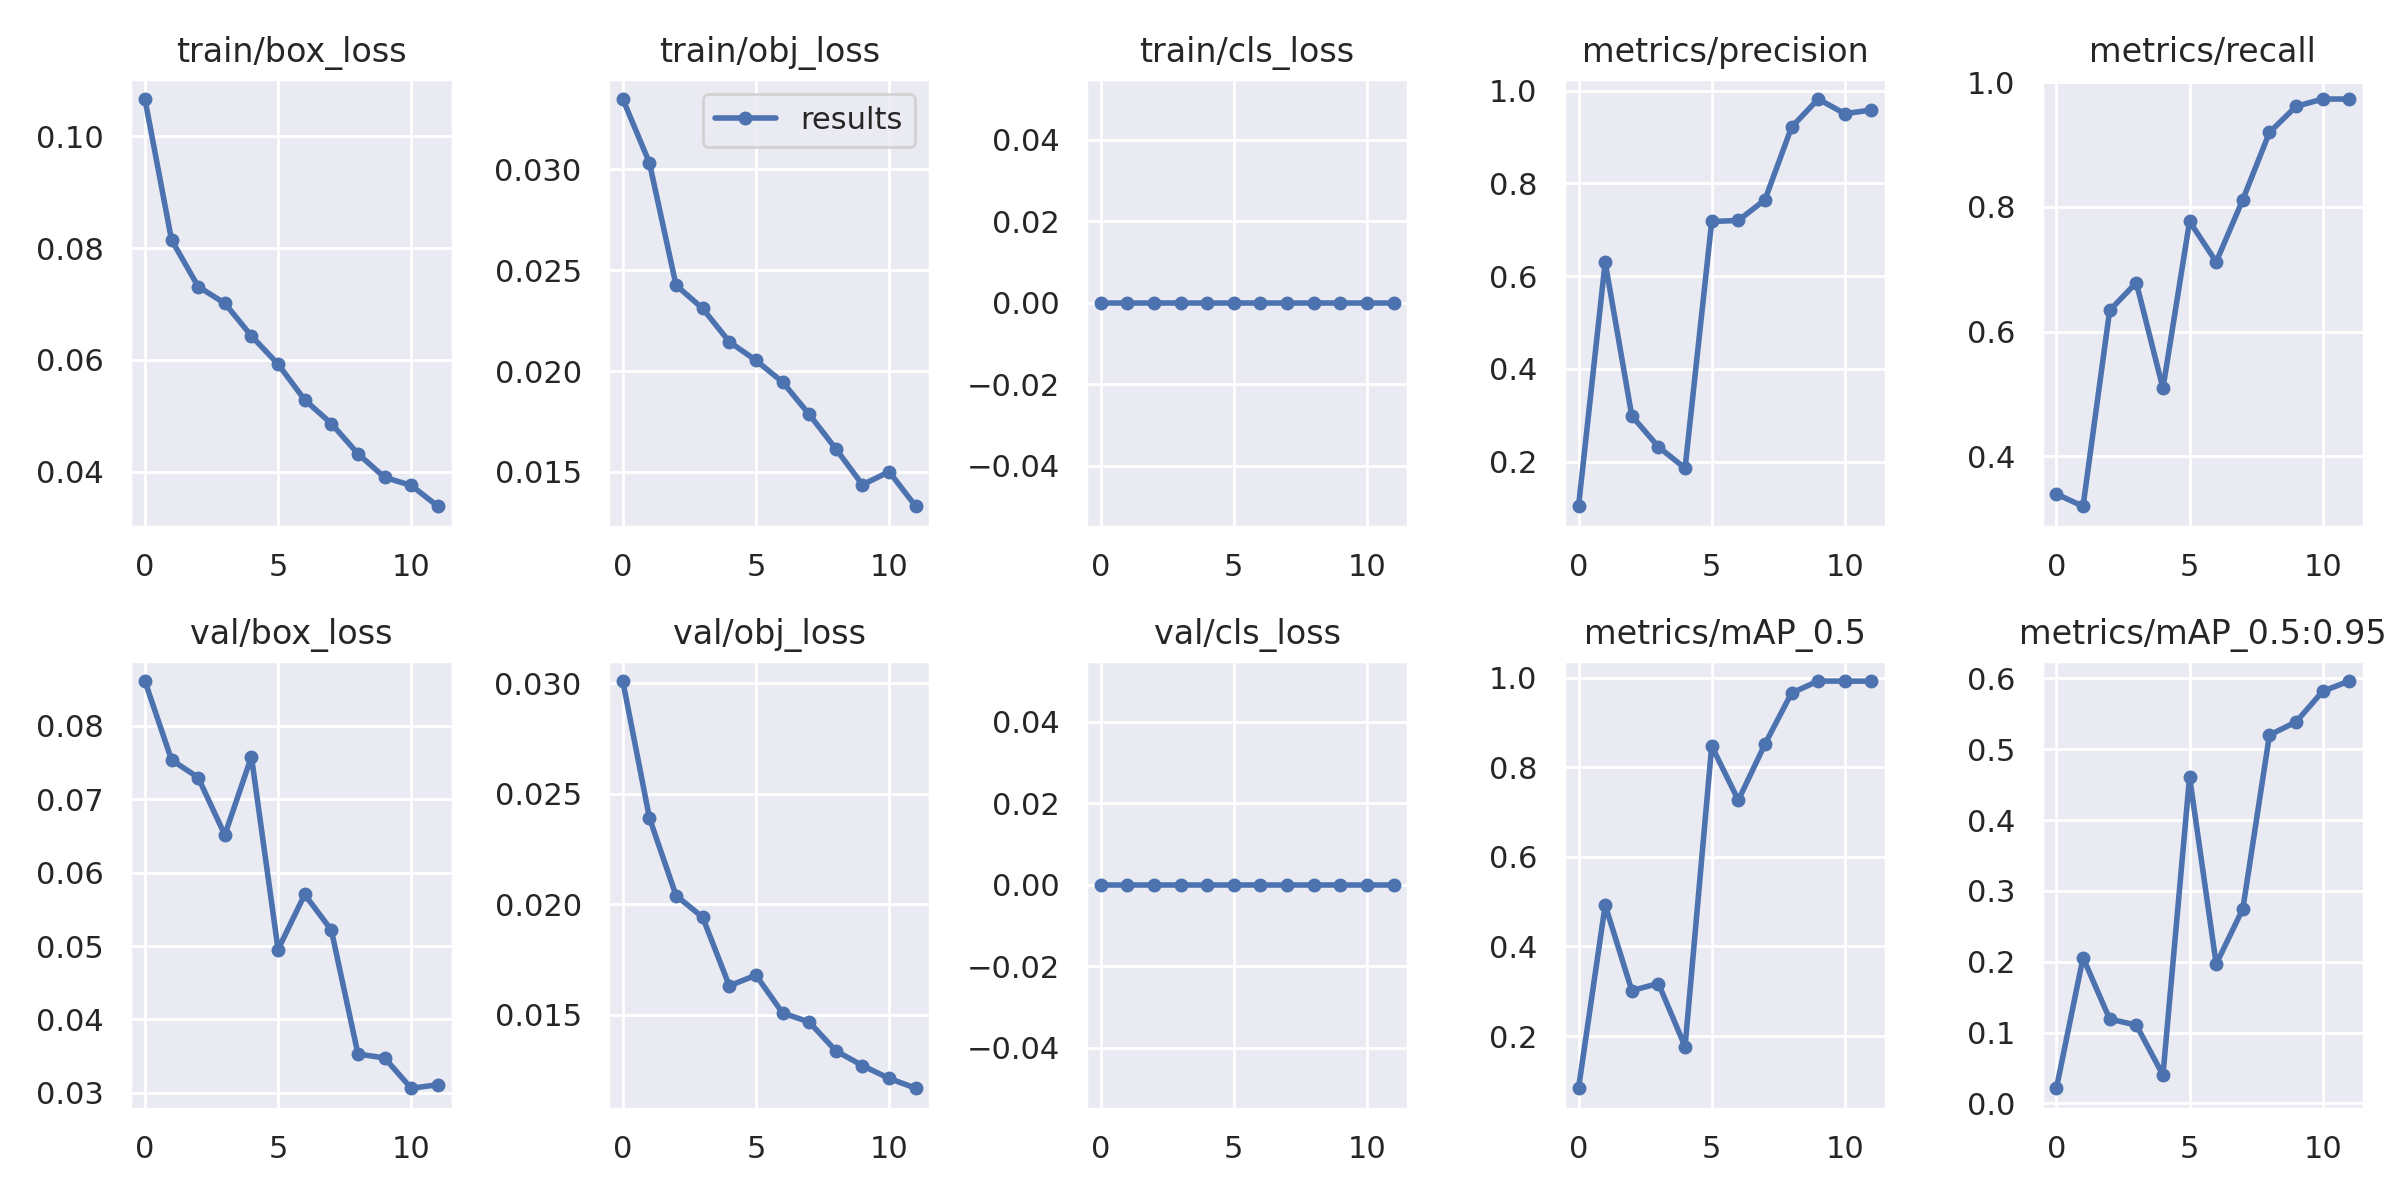 train/box_loss
0.10
0.08
0.06
0.04
0 5 10
train/obj_loss
results
0.030
0.025
0.020
0.015
0 5 10
train/cls_loss
0.04
0.02
0.00
−0.02
−0.04
0 5 10
metrics/precision
1.0
0.8
0.6
0.4
0.2
0 5 10
metrics/recall
1.0
0.8
0.6
0.4
0 5 10
val/box_loss
0.08
0.07
0.06
0.05
0.04
0.03
0 5 10
val/obj_loss
0.030
0.025
0.020
0.015
0 5 10
val/cls_loss
0.04
0.02
0.00
−0.02
−0.04
0 5 10
metrics/mAP_0.5
1.0
0.8
0.6
0.4
0.2
0 5 10
metrics/mAP_0.5:0.95
0.6
0.5
0.4
0.3
0.2
0.1
0.0
0 5 10